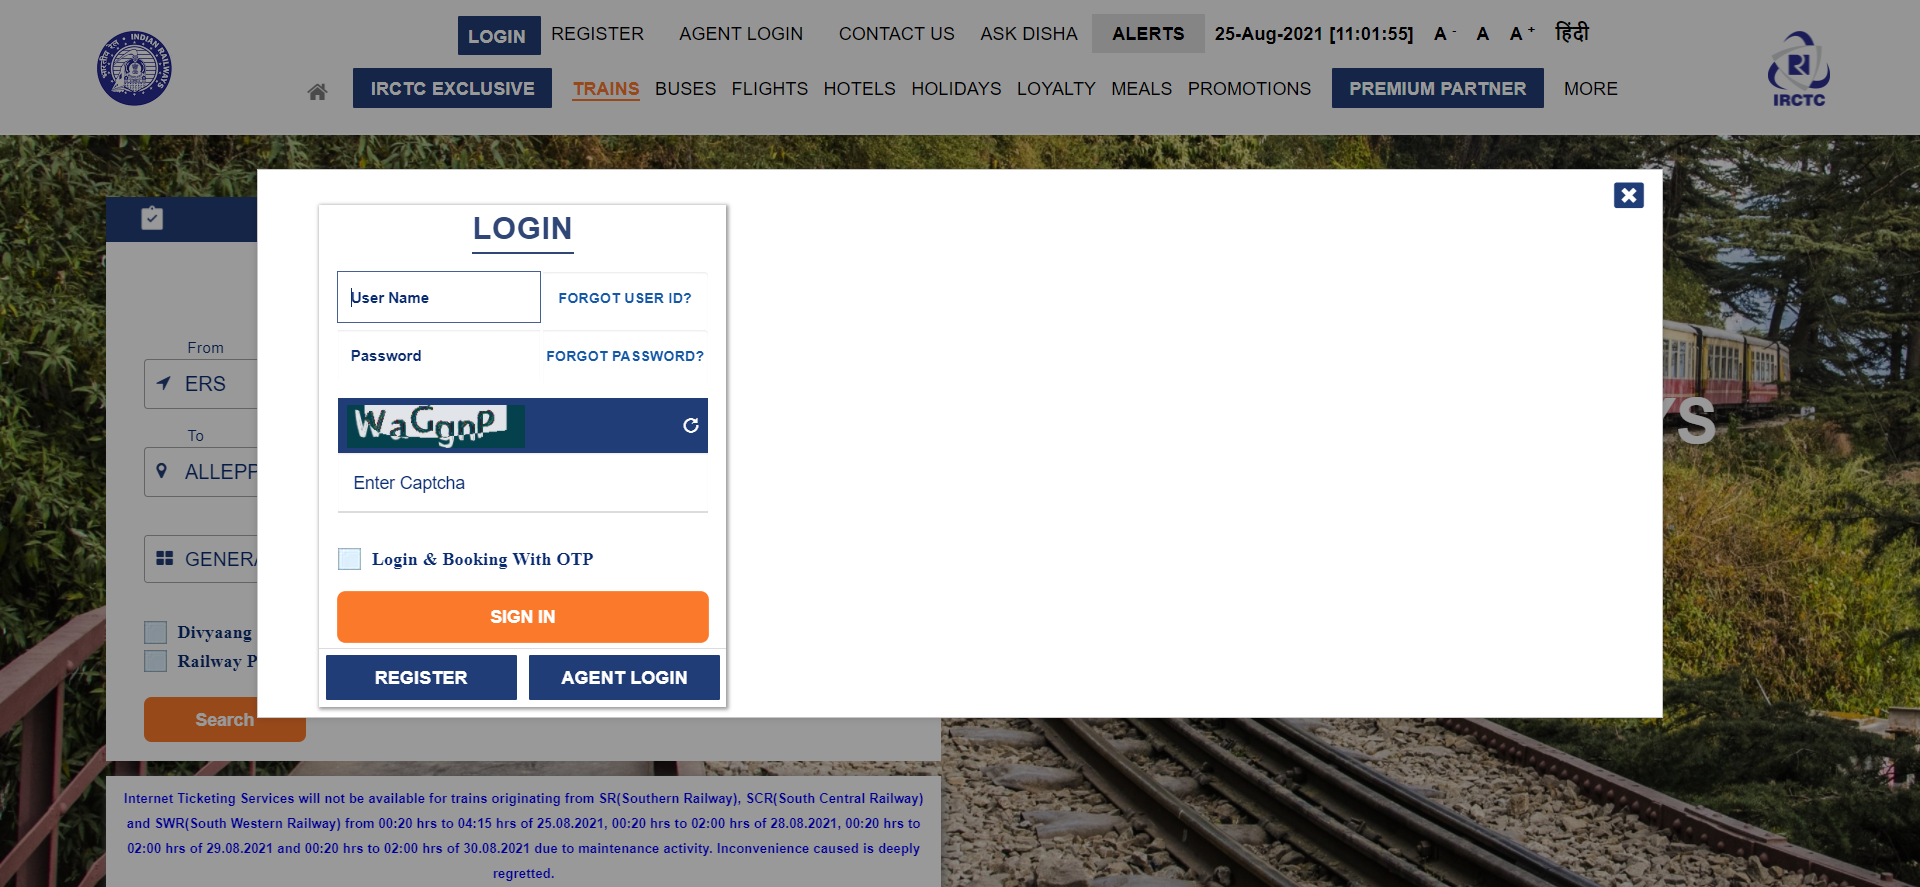 LOGIN REGISTER AGENT LOGIN CONTACT US ASK DISHA ALERTS 25-Aug-2021 [11:01:55] A - A A + हिंदी
IRCTC EXCLUSIVE TRAINS BUSES FLIGHTS HOTELS HOLIDAYS LOYALTY MEALS PROMOTIONS PREMIUM PARTNER MORE
INDIAN RAILWAYS
भारतीय रेल
IRCTC
LOGIN
User Name FORGOT USER ID?
Password FORGOT PASSWORD?
WaGgnP
Enter Captcha
Login & Booking With OTP
SIGN IN
REGISTER AGENT LOGIN
From
ERS
To
ALLEPP
GENERA
Divyaang
Railway P
Search
YS
Internet Ticketing Services will not be available for trains originating from SR(Southern Railway), SCR(South Central Railway)
and SWR(South Western Railway) from 00:20 hrs to 04:15 hrs of 25.08.2021, 00:20 hrs to 02:00 hrs of 28.08.2021, 00:20 hrs to
02:00 hrs of 29.08.2021 and 00:20 hrs to 02:00 hrs of 30.08.2021 due to maintenance activity. Inconvenience caused is deeply
regretted.